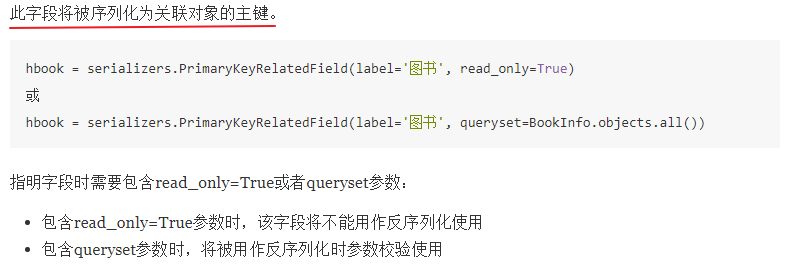 此字段将被序列化为关联对象的主键。
hbook = serializers.PrimaryKeyRelatedField(label='图书', read_only=True)
或
hbook = serializers.PrimaryKeyRelatedField(label='图书', queryset=BookInfo.objects.all())
指明字段时需要包含read_only=True或者queryset参数：
• 包含read_only=True参数时，该字段将不能用作反序列化使用
• 包含queryset参数时，将被用作反序列化时参数校验使用